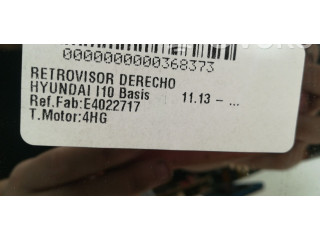 0000000000368373
RETROVISOR DERECHO
HYUNDAI I10 Basis 11.13 - ...
Ref.Fab:E4022717
T.Motor:4HG